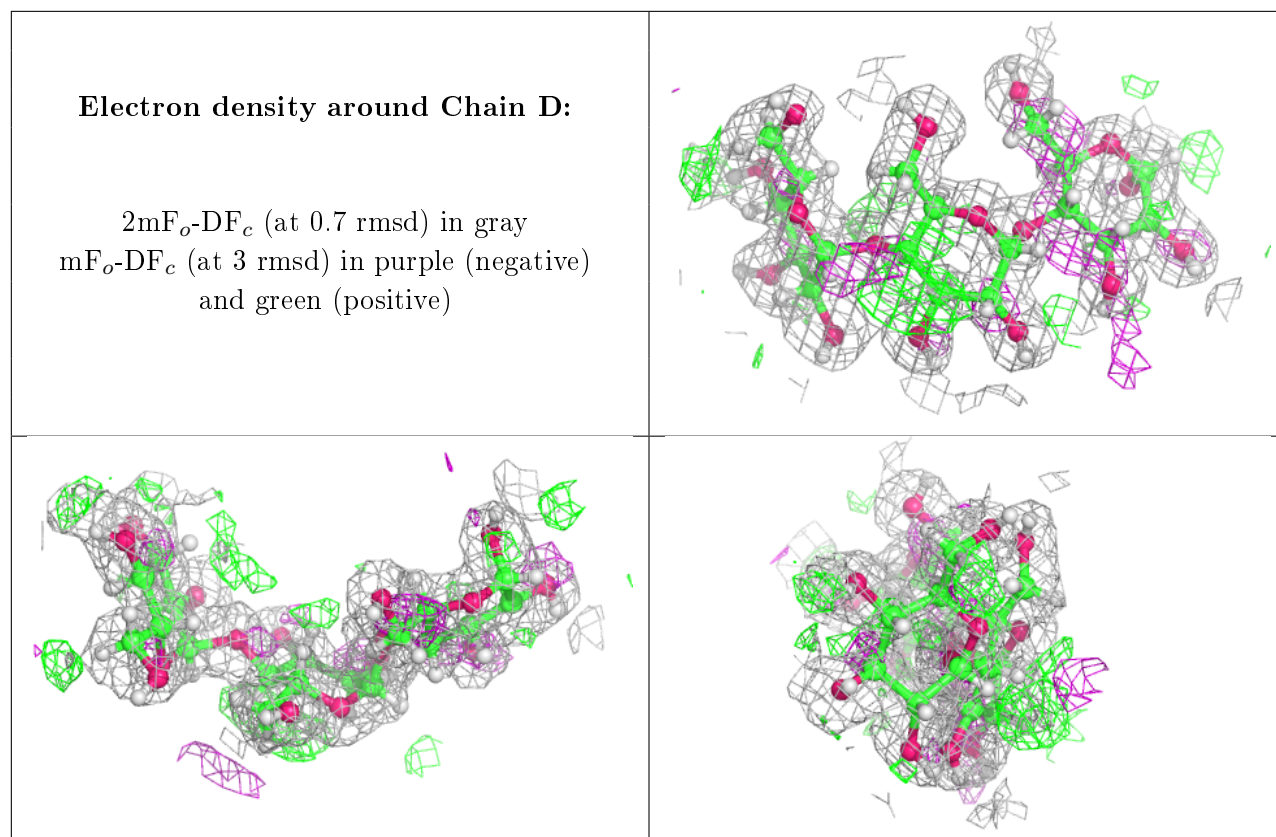 Electron density around Chain D:
2mFₒ-DF𝒸 (at 0.7 rmsd) in gray
mFₒ-DF𝒸 (at 3 rmsd) in purple (negative)
and green (positive)